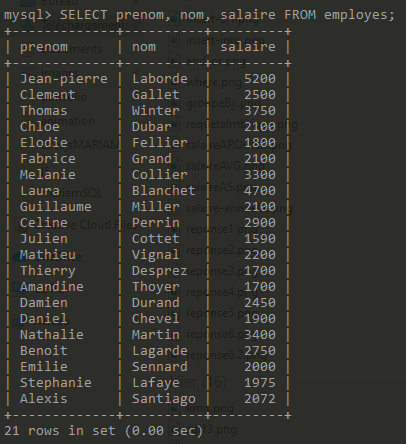 mysql> SELECT prenom, nom, salaire FROM employes;
+-------------+----------+---------+
| prenom | nom | salaire |
+-------------+----------+---------+
| Jean-pierre | Laborde | 5200 |
| Clement | Gallet | 2500 |
| Thomas | Winter | 3750 |
| Chloe | Dubar | 2100 |
| Elodie | Fellier | 1800 |
| Fabrice | Grand | 2100 |
| Melanie | Collier | 3300 |
| Laura | Blanchet | 4700 |
| Guillaume | Miller | 2100 |
| Celine | Perrin | 2900 |
| Julien | Cottet | 1590 |
| Mathieu | Vignal | 2200 |
| Thierry | Desprez | 1700 |
| Amandine | Thoyer | 1700 |
| Damien | Durand | 2450 |
| Daniel | Chevel | 1900 |
| Nathalie | Martin | 3400 |
| Benoit | Lagarde | 2750 |
| Emilie | Sennard | 2000 |
| Stephanie | Lafaye | 1975 |
| Alexis | Santiago | 2072 |
+-------------+----------+---------+
21 rows in set (0.00 sec)